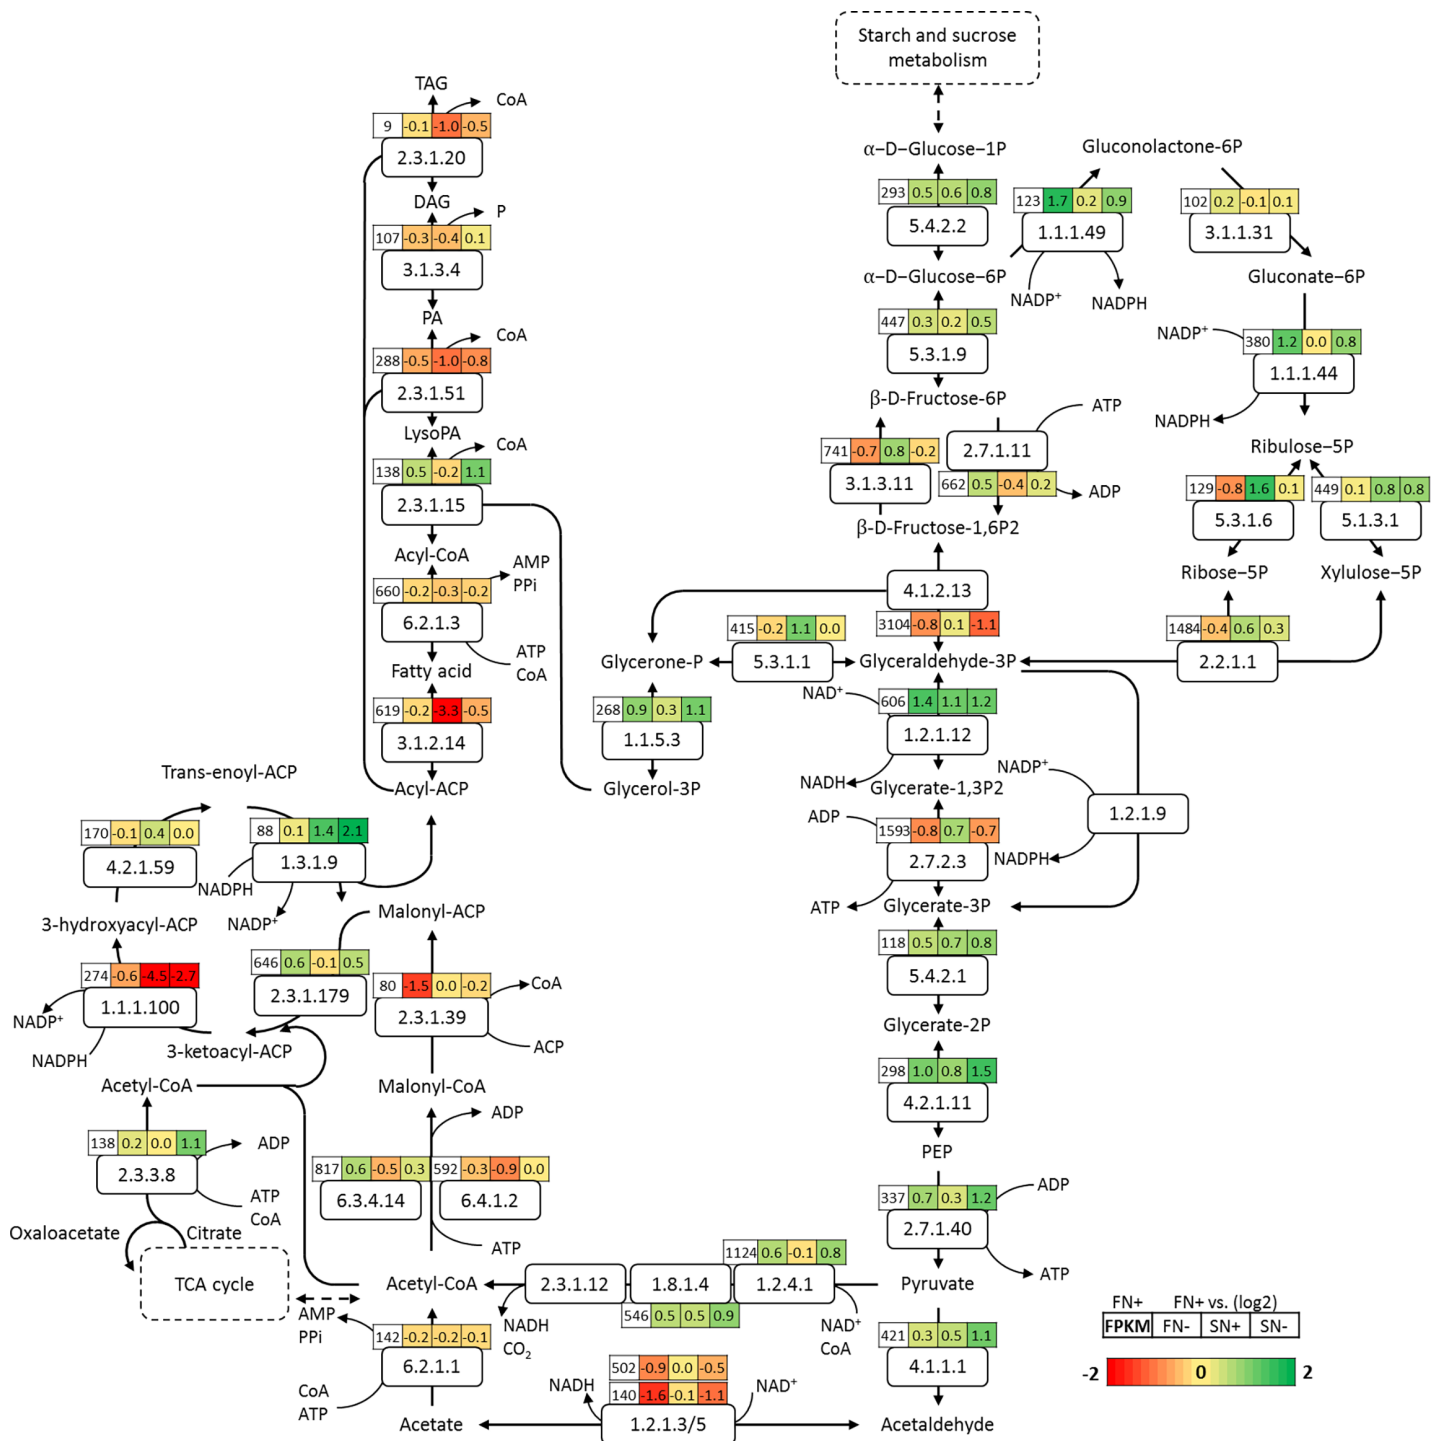 Starch and sucrose
metabolism
TAG
CoA
9 -0.1 -1.0 -0.5
2.3.1.20
DAG
P
107 -0.3 -0.4 0.1
3.1.3.4
PA
CoA
288 -0.5 -1.0 -0.8
2.3.1.51
LysoPA
CoA
138 0.5 -0.2 1.1
2.3.1.15
Acyl-CoA
AMP
PPi
660 -0.2 -0.3 -0.2
6.2.1.3
ATP
CoA
Fatty acid
619 -0.2 -3.3 -0.5
3.1.2.14
Acyl-ACP
α–D–Glucose–1P
293 0.5 0.6 0.8
5.4.2.2
α–D–Glucose–6P
447 0.3 0.2 0.5
5.3.1.9
β-D-Fructose-6P
Gluconolactone-6P
123 1.7 0.2 0.9
1.1.1.49
NADP+
NADPH
102 0.2 -0.1 0.1
3.1.1.31
Gluconate–6P
NADP+
380 1.2 0.0 0.8
1.1.1.44
NADPH
Ribulose–5P
129 -0.8 1.6 0.1
5.3.1.6
449 0.1 0.8 0.8
5.1.3.1
Ribose–5P
Xylulose–5P
1484 -0.4 0.6 0.3
2.2.1.1
ATP
2.7.1.11
662 0.5 -0.4 0.2
ADP
741 -0.7 0.8 -0.2
3.1.3.11
β-D-Fructose-1,6P2
4.1.2.13
3104 -0.8 0.1 -1.1
415 -0.2 1.1 0.0
5.3.1.1
Glycerone-P
Glyceraldehyde-3P
268 0.9 0.3 1.1
1.1.5.3
Glycerol-3P
NAD+
606 1.4 1.1 1.2
1.2.1.12
NADH
Glycerate-1,3P2
NADP+
1.2.1.9
NADPH
ADP
1593 -0.8 0.7 -0.7
2.7.2.3
ATP
Glycerate-3P
118 0.5 0.7 0.8
5.4.2.1
Glycerate-2P
298 1.0 0.8 1.5
4.2.1.11
PEP
337 0.7 0.3 1.2
ADP
2.7.1.40
ATP
Pyruvate
421 0.3 0.5 1.1
4.1.1.1
Acetaldehyde
Trans-enoyl-ACP
170 -0.1 0.4 0.0
4.2.1.59
88 0.1 1.4 2.1
1.3.1.9
NADPH
NADP+
3-hydroxyacyl-ACP
Malonyl-ACP
274 -0.6 -4.5 -2.7
1.1.1.100
NADP+
NADPH
646 0.6 -0.1 0.5
2.3.1.179
3-ketoacyl-ACP
80 -1.5 0.0 -0.2
CoA
2.3.1.39
ACP
Malonyl-CoA
Acetyl-CoA
138 0.2 0.0 1.1
ADP
2.3.3.8
ATP
CoA
Oxaloacetate
Citrate
TCA cycle
ADP
817 0.6 -0.5 0.3
592 -0.3 -0.9 0.0
6.3.4.14
6.4.1.2
ATP
Acetyl-CoA
2.3.1.12
1.8.1.4
1.2.4.1
1124 0.6 -0.1 0.8
546 0.5 0.5 0.9
NADH
CO2
NAD+
CoA
AMP
PPi
142 -0.2 -0.2 -0.1
6.2.1.1
CoA
ATP
Acetate
502 -0.9 0.0 -0.5
140 -1.6 -0.1 -1.1
NADH
NAD+
1.2.1.3/5
FN+ FN+ vs. (log2)
FPKM FN- SN+ SN-
-2 0 2